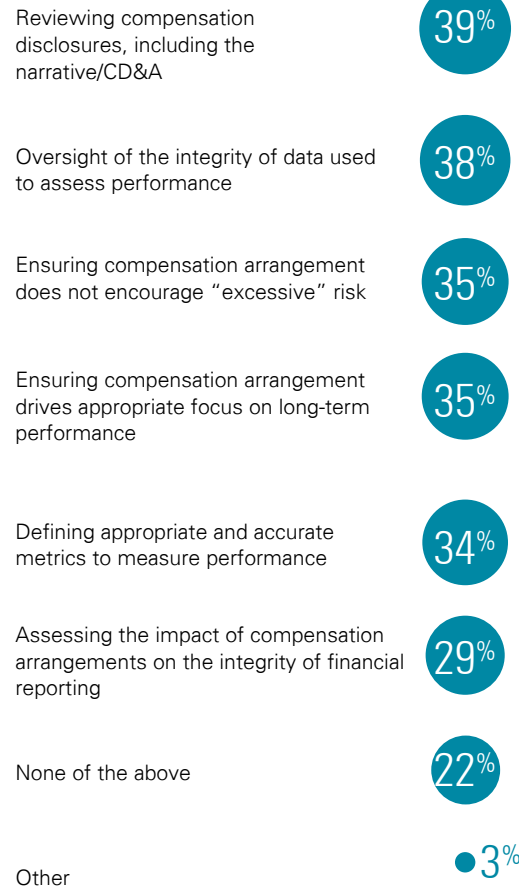 Reviewing compensation
disclosures, including the
narrative/CD&A
39%
Oversight of the integrity of data used
to assess performance
38%
Ensuring compensation arrangement
does not encourage “excessive” risk
35%
Ensuring compensation arrangement
drives appropriate focus on long-term
performance
35%
Defining appropriate and accurate
metrics to measure performance
34%
Assessing the impact of compensation
arrangements on the integrity of financial
reporting
29%
None of the above
22%
Other
3%